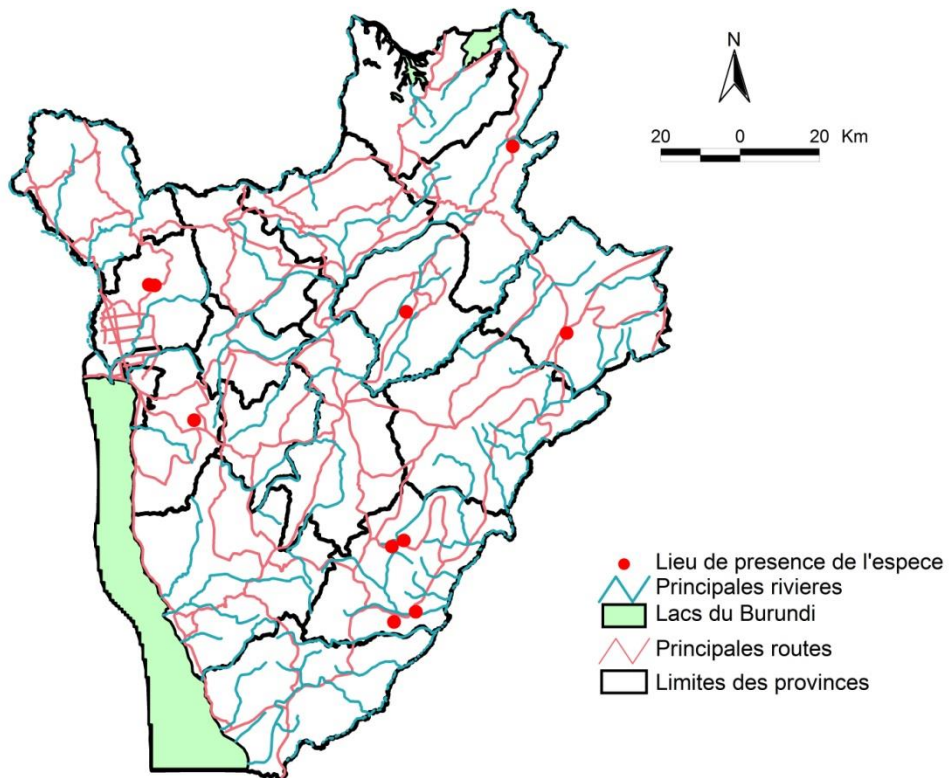 N
20 0 20 Km
Lieu de presence de l'espece
Principales rivieres
Lacs du Burundi
Principales routes
Limites des provinces